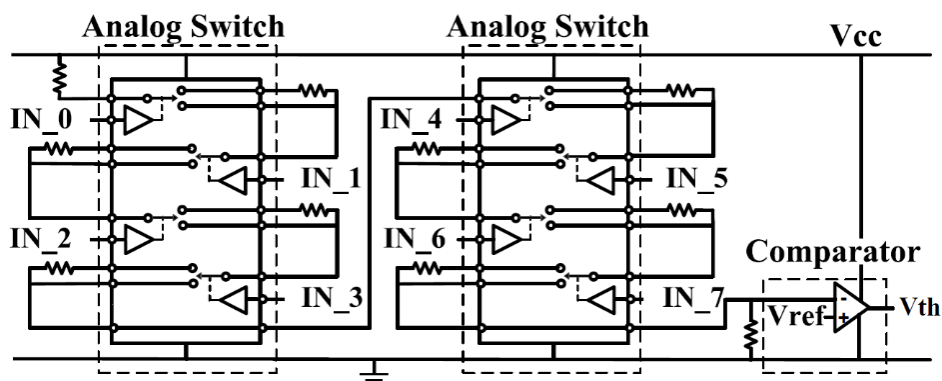 Analog Switch
Analog Switch
Vcc
IN_0
IN_4
IN_1
IN_5
IN_2
IN_6
Comparator
IN_3
IN_7
-
Vref
+
Vth